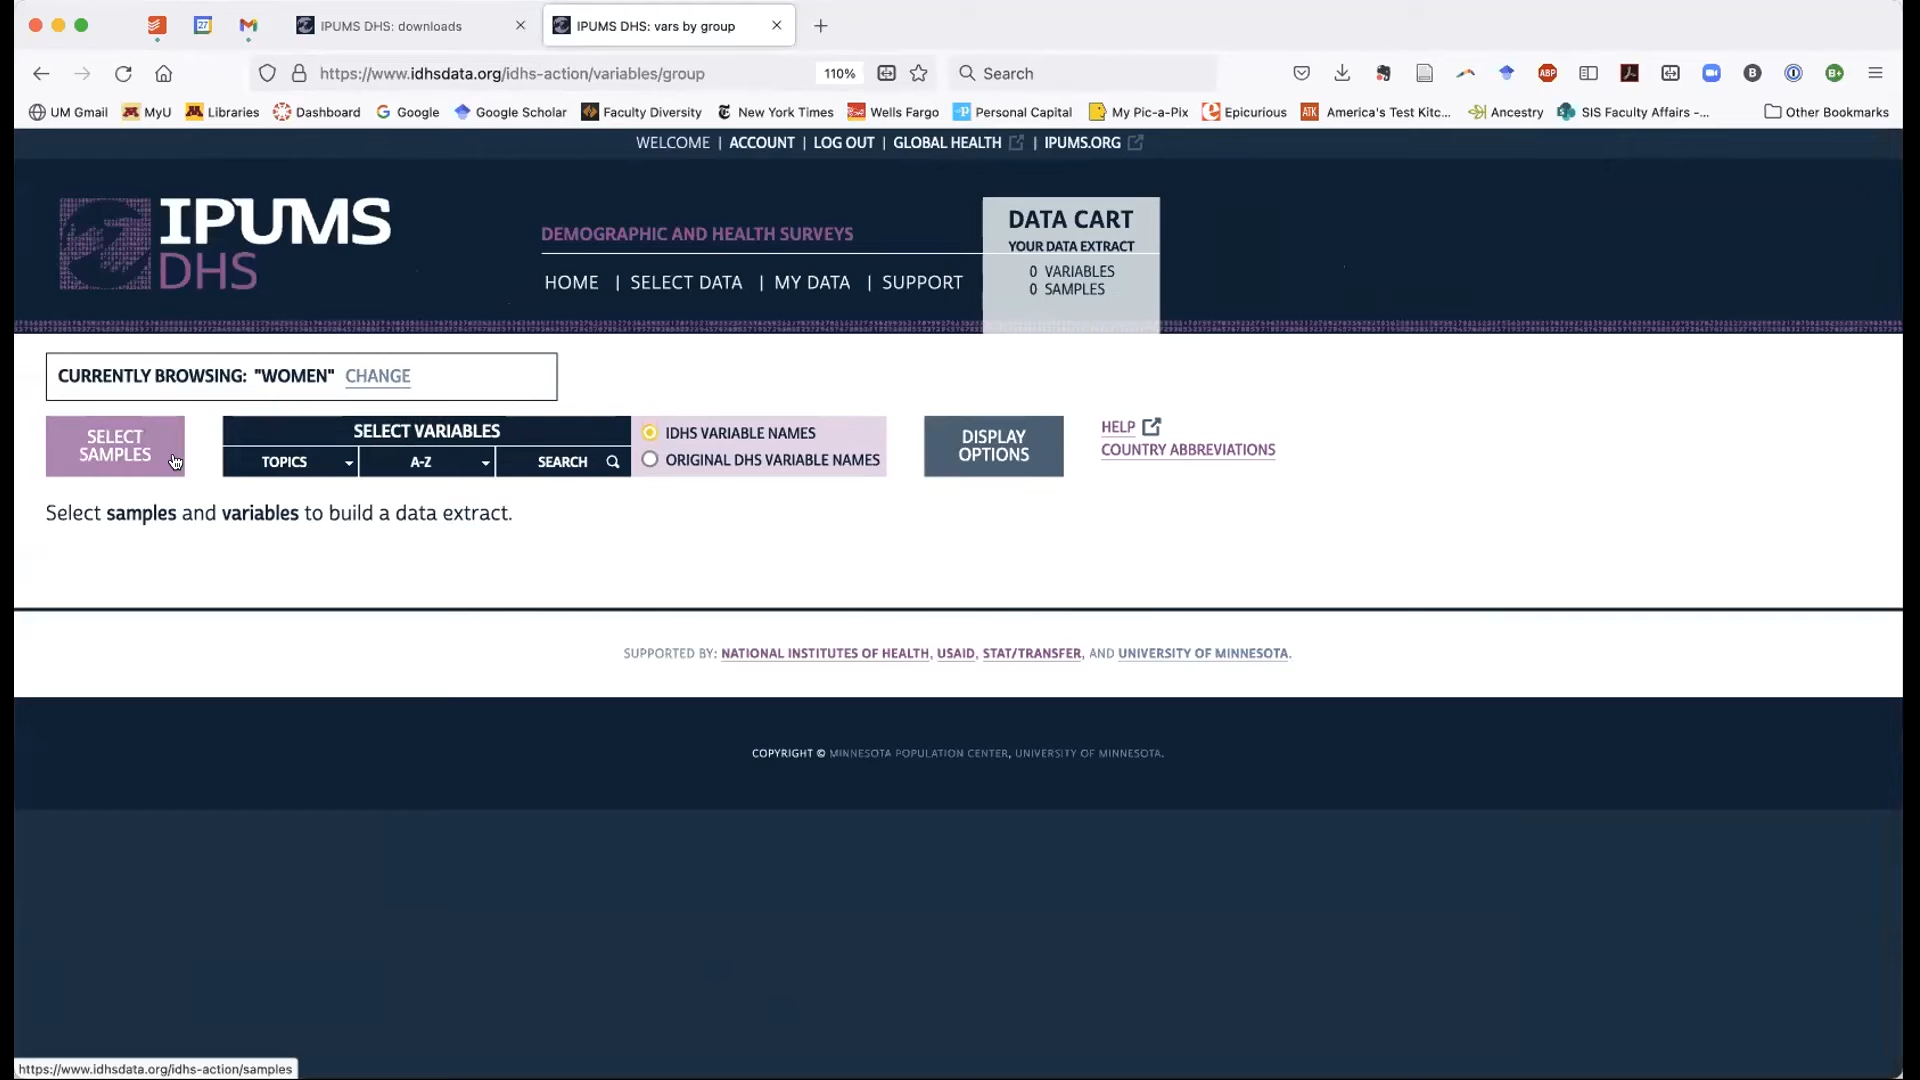 27
IPUMS DHS: downloads
IPUMS DHS: vars by group
https://www.idhsdata.org/idhs-action/variables/group
110%
Search
ABP
B
B+
UM Gmail
MyU
Libraries
Dashboard
Google
Google Scholar
Faculty Diversity
New York Times
Wells Fargo
Personal Capital
My Pic-a-Pix
Epicurious
ATK
America's Test Kitc...
Ancestry
SIS Faculty Affairs -...
Other Bookmarks
WELCOME | ACCOUNT | LOG OUT | GLOBAL HEALTH | IPUMS.ORG
IPUMS
DHS
DEMOGRAPHIC AND HEALTH SURVEYS
HOME | SELECT DATA | MY DATA | SUPPORT
DATA CART
YOUR DATA EXTRACT
0 VARIABLES
0 SAMPLES
CURRENTLY BROWSING: "WOMEN" CHANGE
SELECT
SAMPLES
SELECT VARIABLES
TOPICS
A-Z
SEARCH
IDHS VARIABLE NAMES
ORIGINAL DHS VARIABLE NAMES
DISPLAY
OPTIONS
HELP
COUNTRY ABBREVIATIONS
Select samples and variables to build a data extract.
SUPPORTED BY: NATIONAL INSTITUTES OF HEALTH, USAID, STAT/TRANSFER, AND UNIVERSITY OF MINNESOTA.
COPYRIGHT © MINNESOTA POPULATION CENTER, UNIVERSITY OF MINNESOTA.
https://www.idhsdata.org/idhs-action/samples